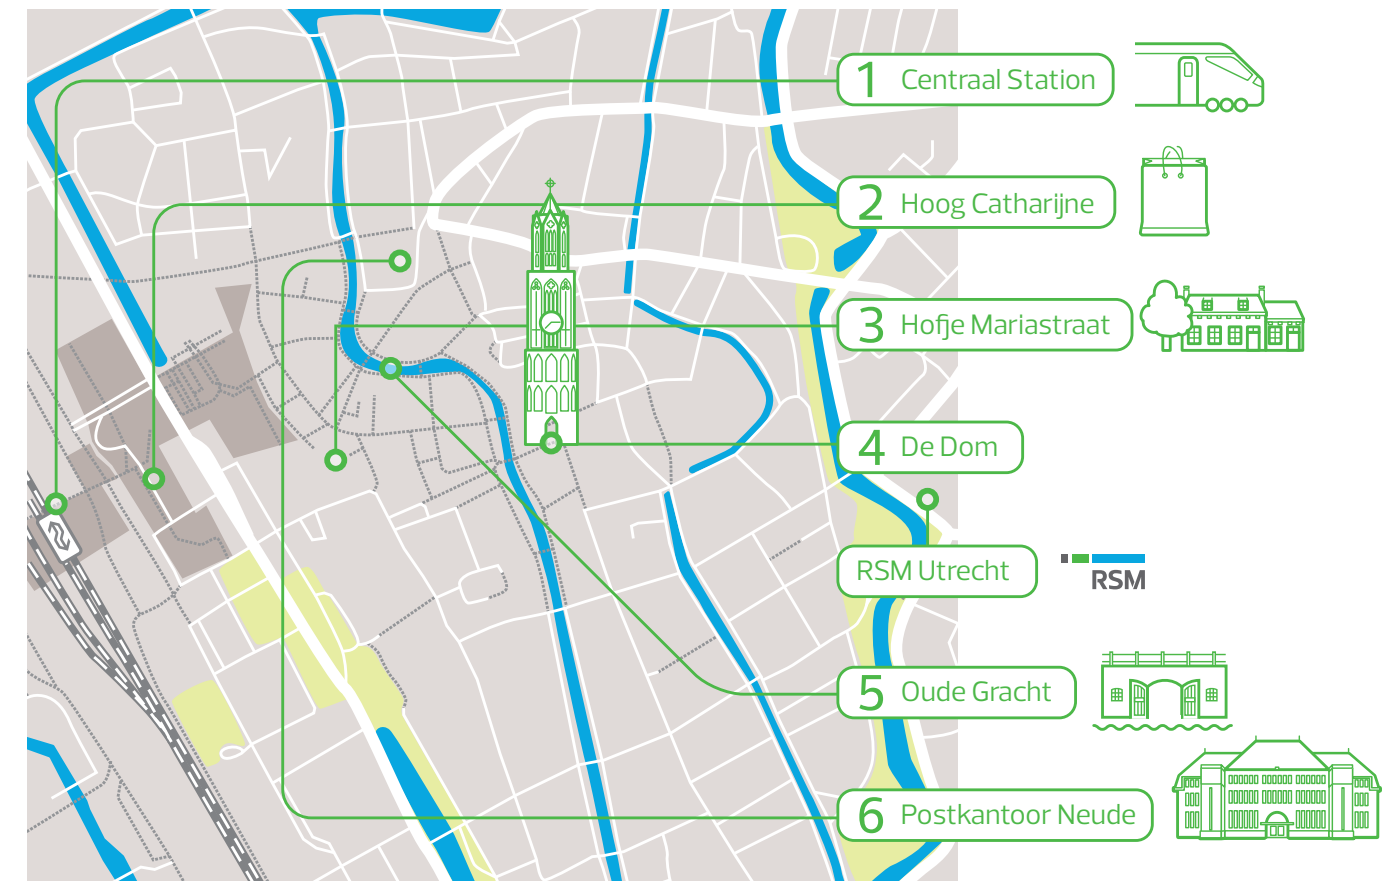 1 Centraal Station
2 Hoog Catharijne
3 Hofje Mariastraat
4 De Dom
RSM Utrecht
RSM
5 Oude Gracht
6 Postkantoor Neude